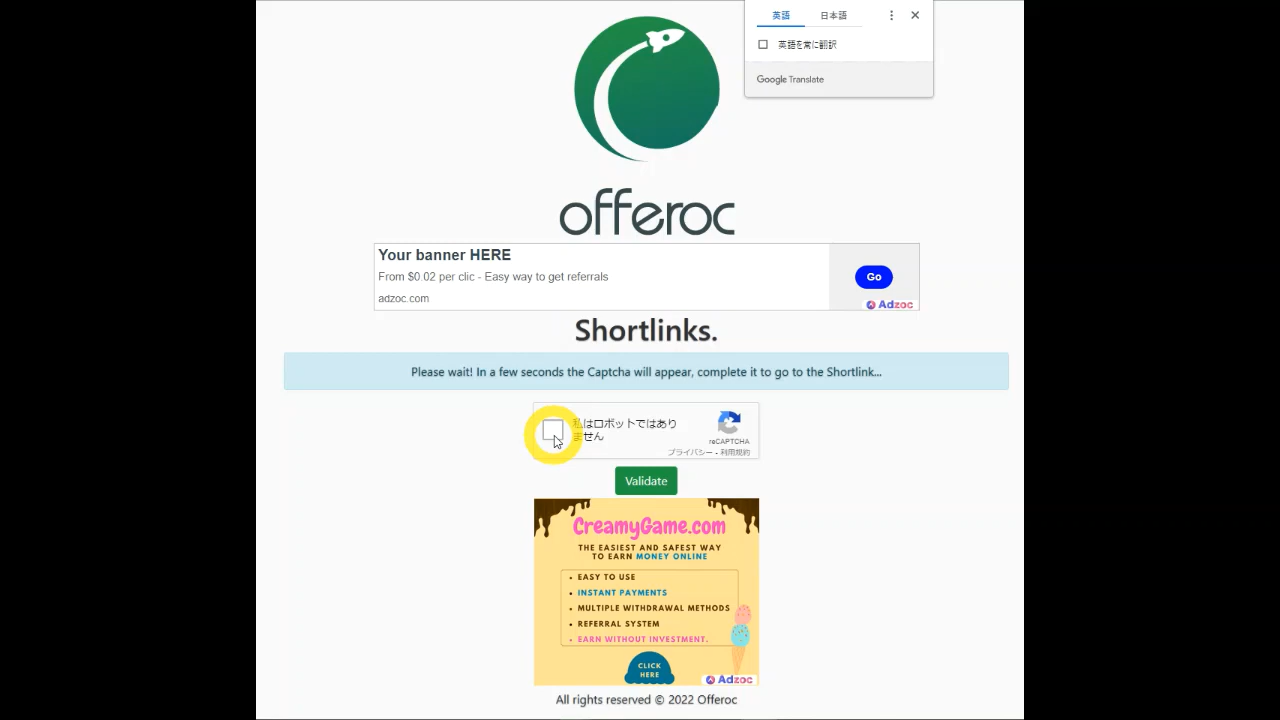 英語 日本語
英語を常に翻訳
Google Translate
offeroc
Your banner HERE
From $0.02 per clic - Easy way to get referrals
Go
adzoc.com
Adzoc
Shortlinks.
Please wait! In a few seconds the Captcha will appear, complete it to go to the Shortlink...
私はロボットではあり
ません
reCAPTCHA
プライバシー - 利用規約
Validate
CreamyGame.com
THE EASIEST AND SAFEST WAY
TO EARN MONEY ONLINE
• EASY TO USE
• INSTANT PAYMENTS
• MULTIPLE WITHDRAWAL METHODS
• REFERRAL SYSTEM
• EARN WITHOUT INVESTMENT.
CLICK
HERE
Adzoc
All rights reserved © 2022 Offeroc